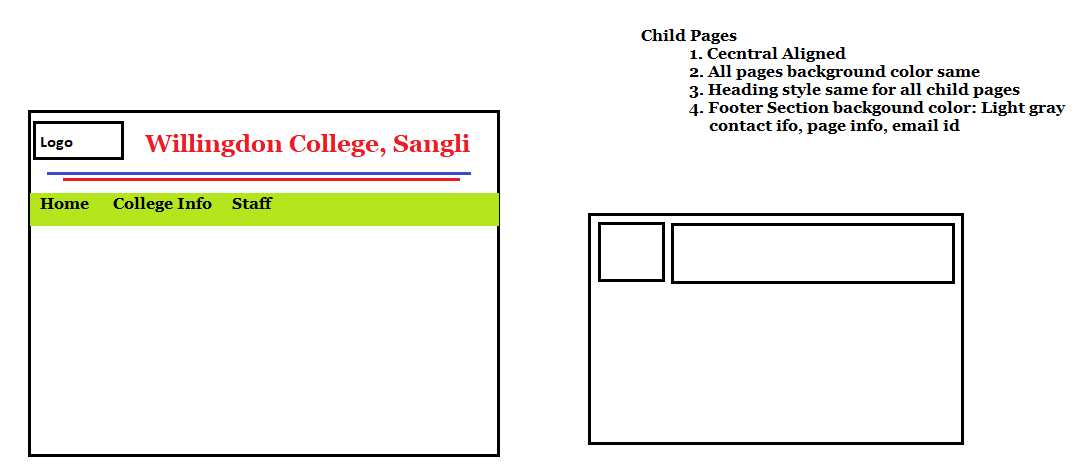 Child Pages
1. Cecntral Aligned
2. All pages background color same
3. Heading style same for all child pages
4. Footer Section backgound color: Light gray
contact ifo, page info, email id
Logo
Willingdon College, Sangli
Home College Info Staff